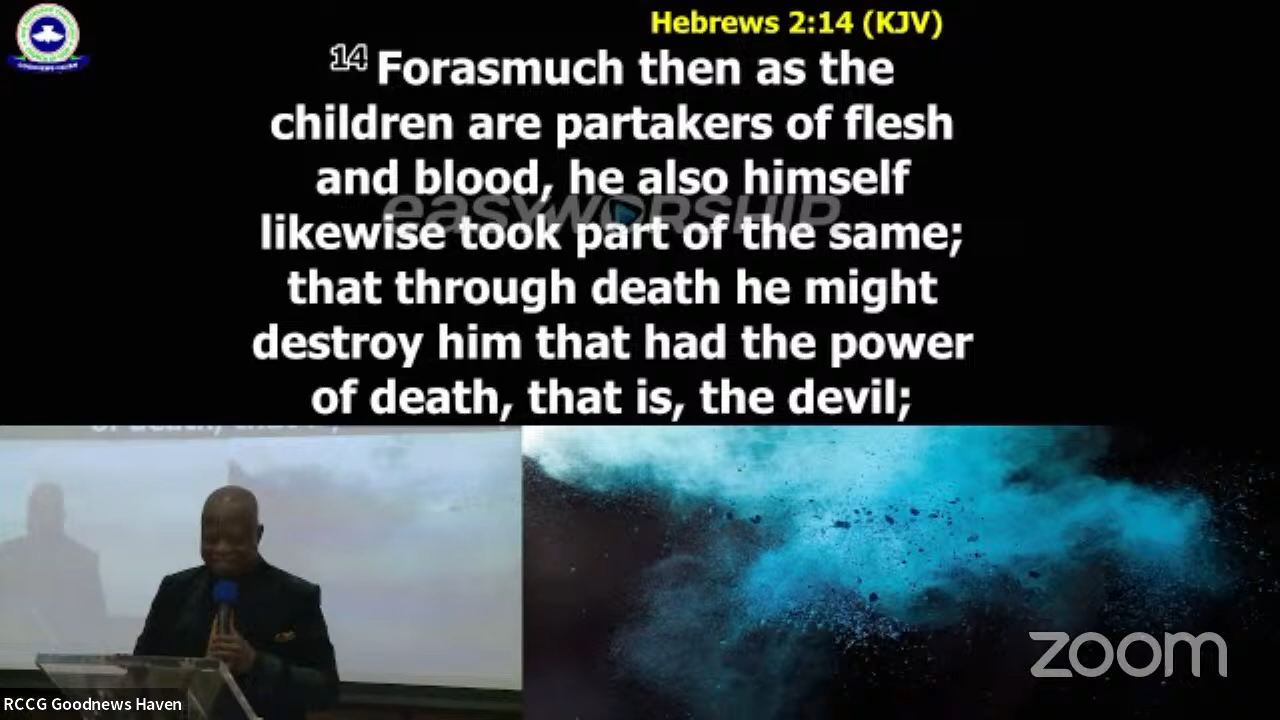 Hebrews 2:14 (KJV)
14 Forasmuch then as the
children are partakers of flesh
and blood, he also himself
likewise took part of the same;
that through death he might
destroy him that had the power
of death, that is, the devil;
easyworship
zoom
RCCG Goodnews Haven